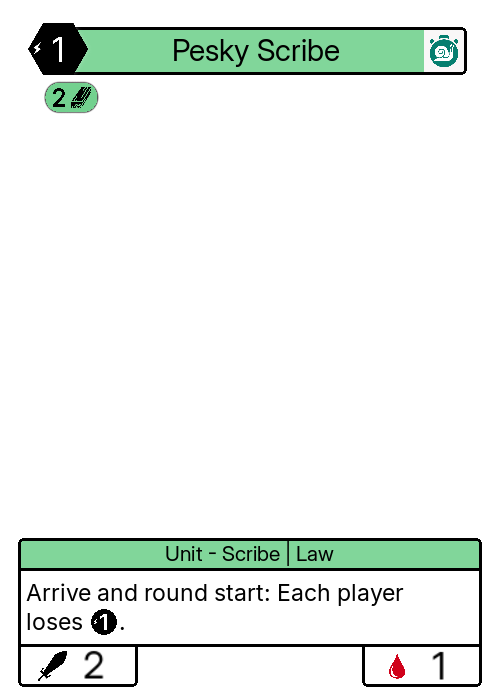 1 Pesky Scribe
2
Unit - Scribe | Law
Arrive and round start: Each player
loses 1.
2 1